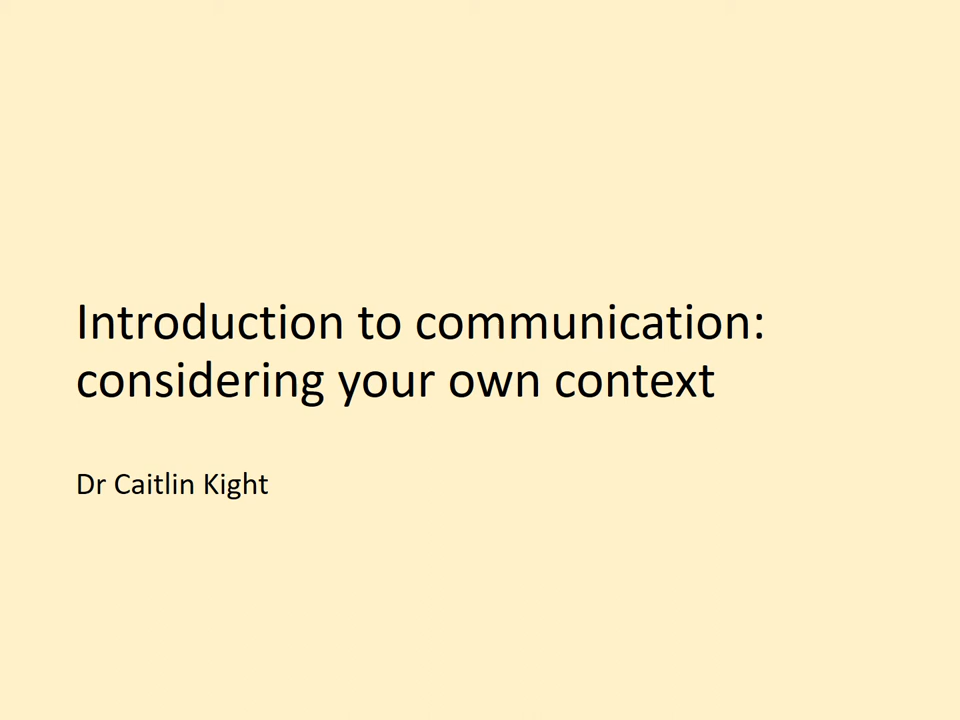 Introduction to communication:
considering your own context
Dr Caitlin Kight